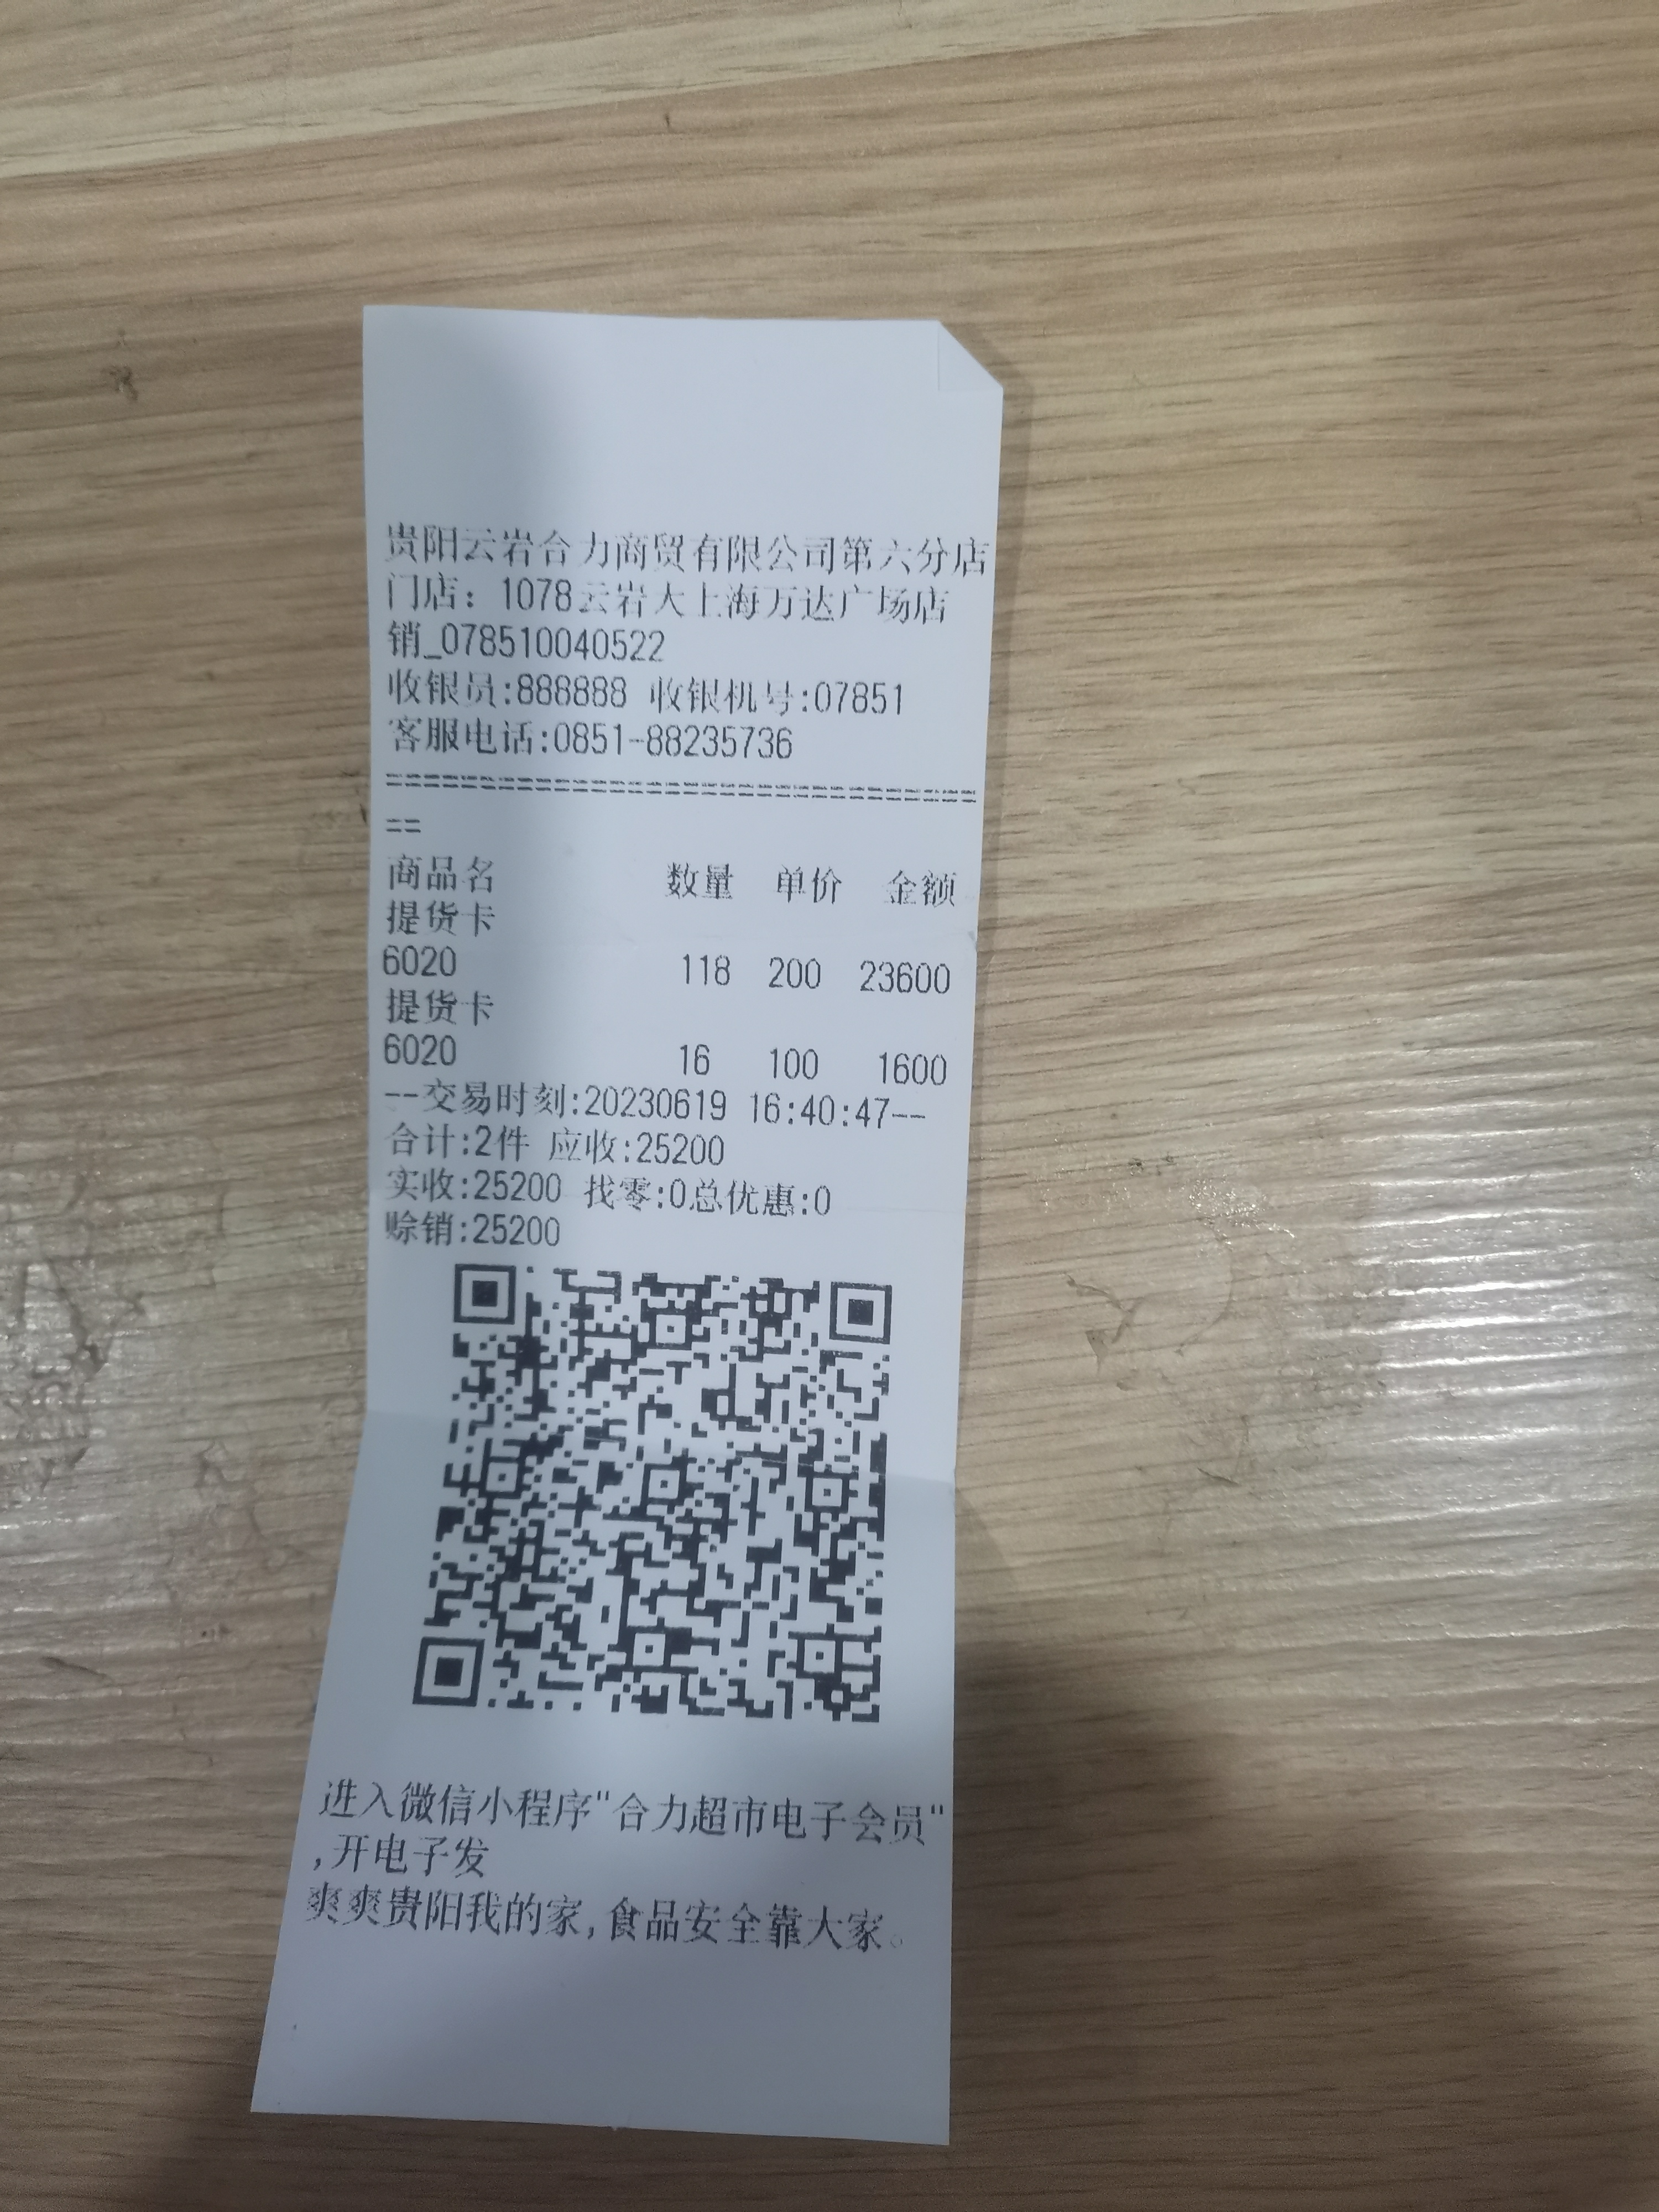 贵阳云岩合力商贸有限公司第六分店
门店：1078云岩大上海万达广场店
销_078510040522
收银员:888888 收银机号:07851
客服电话:0851-88235736
================================================================
==
商品名 数量 单价 金额
提货卡
6020 118 200 23600
提货卡
6020 16 100 1600
--交易时刻:20230619 16:40:47--
合计:2件 应收:25200
实收:25200 找零:0总优惠:0
赊销:25200
进入微信小程序"合力超市电子会员"
,开电子发
爽爽贵阳我的家,食品安全靠大家。